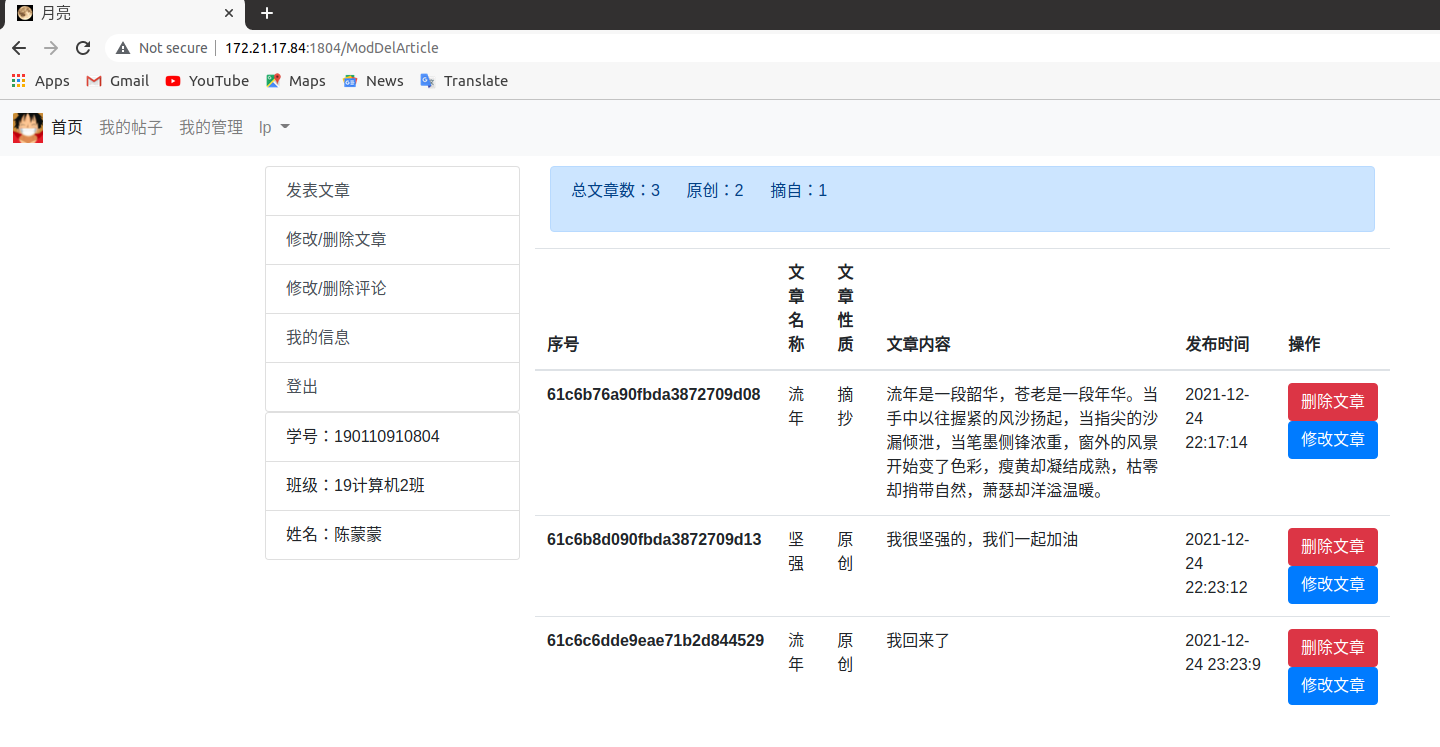 月亮
Not secure 172.21.17.84:1804/ModDelArticle
Apps Gmail YouTube Maps News Translate
首页 我的帖子 我的管理 lp
发表文章
修改/删除文章
修改/删除评论
我的信息
登出
学号：190110910804
班级：19计算机2班
姓名：陈蒙蒙
总文章数：3 原创：2 摘自：1
序号 文章名称 文章性质 文章内容 发布时间 操作
61c6b76a90fbda3872709d08
流年
摘抄
流年是一段韶华，苍老是一段年华。当
手中以往握紧的风沙扬起，当指尖的沙
漏倾泄，当笔墨侧锋浓重，窗外的风景
开始变了色彩，瘦黄却凝结成熟，枯零
却捎带自然，萧瑟却洋溢温暖。
2021-12-
24
22:17:14
删除文章
修改文章
61c6b8d090fbda3872709d13
坚强
原创
我很坚强的，我们一起加油
2021-12-
24
22:23:12
删除文章
修改文章
61c6c6dde9eae71b2d844529
流年
原创
我回来了
2021-12-
24 23:23:9
删除文章
修改文章